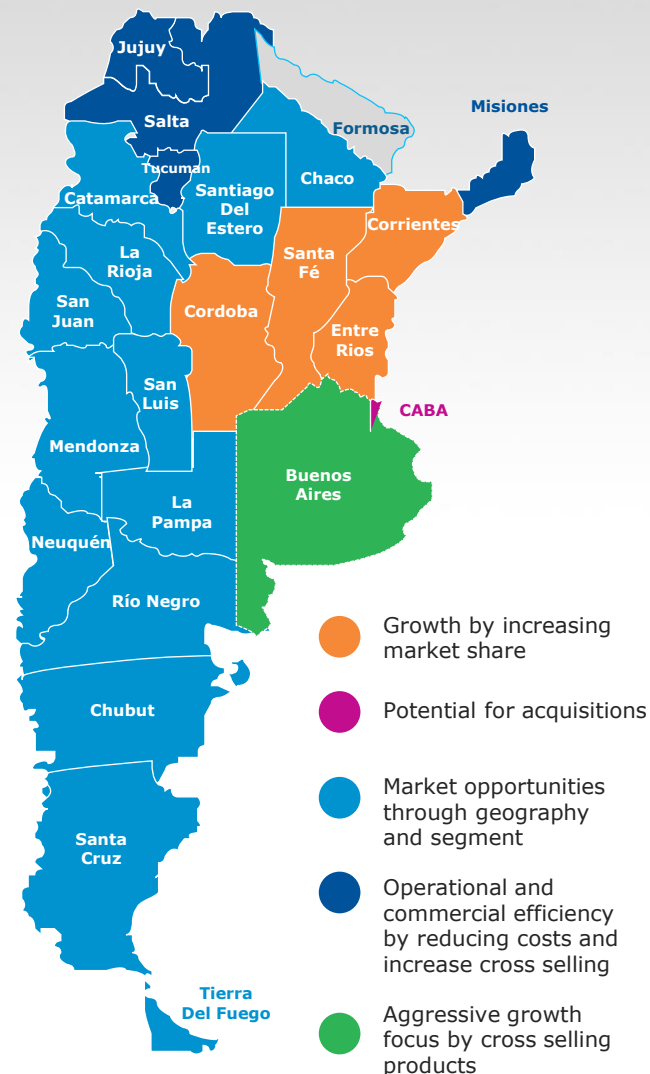 Jujuy
Misiones
Salta
Formosa
Tucuman
Chaco
Catamarca
Santiago
Del
Estero
Corrientes
La
Rioja
Santa
Fé
San
Juan
Cordoba
Entre
Rios
San
Luis
CABA
Mendonza
Buenos
Aires
La
Pampa
Neuquén
Río Negro
Chubut
Santa
Cruz
Tierra
Del Fuego
Growth by increasing
market share
Potential for acquisitions
Market opportunities
through geography
and segment
Operational and
commercial efficiency
by reducing costs and
increase cross selling
Aggressive growth
focus by cross selling
products